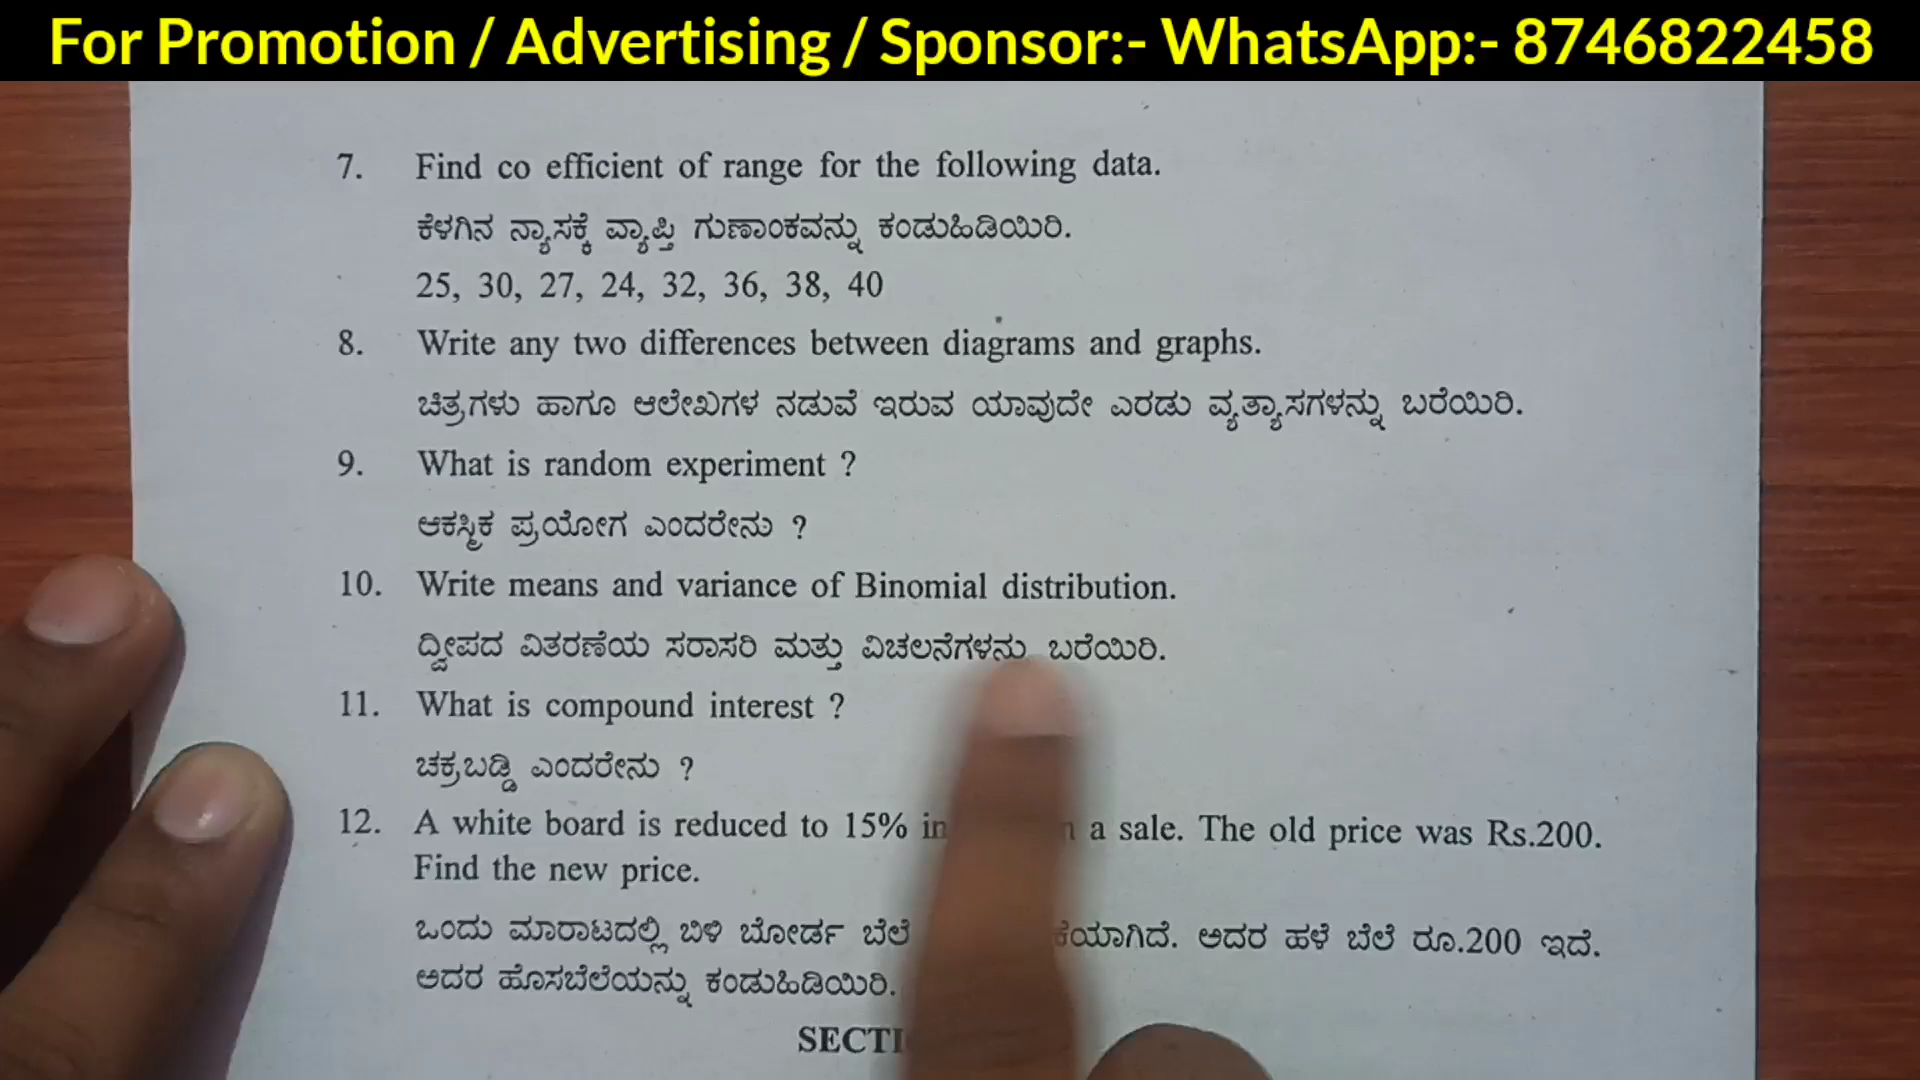 For Promotion / Advertising / Sponsor:- WhatsApp:- 8746822458
7. Find co efficient of range for the following data.
ಕೆಳಗಿನ ನ್ಯಾಸಕ್ಕೆ ವ್ಯಾಪ್ತಿ ಗುಣಾಂಕವನ್ನು ಕಂಡುಹಿಡಿಯಿರಿ.
25, 30, 27, 24, 32, 36, 38, 40
8. Write any two differences between diagrams and graphs.
ಚಿತ್ರಗಳು ಹಾಗೂ ಆಲೇಖಗಳ ನಡುವೆ ಇರುವ ಯಾವುದೇ ಎರಡು ವ್ಯತ್ಯಾಸಗಳನ್ನು ಬರೆಯಿರಿ.
9. What is random experiment ?
ಆಕಸ್ಮಿಕ ಪ್ರಯೋಗ ಎಂದರೇನು ?
10. Write means and variance of Binomial distribution.
ದ್ವೀಪದ ವಿತರಣೆಯ ಸರಾಸರಿ ಮತ್ತು ವಿಚಲನೆಗಳನ್ನು ಬರೆಯಿರಿ.
11. What is compound interest ?
ಚಕ್ರಬಡ್ಡಿ ಎಂದರೇನು ?
12. A white board is reduced to 15% in a sale. The old price was Rs.200.
Find the new price.
ಒಂದು ಮಾರಾಟದಲ್ಲಿ ಬಿಳಿ ಬೋರ್ಡ ಬೆಲೆ ಅದರ ಹಳೆ ಬೆಲೆ ರೂ.200 ಇದೆ.
ಅದರ ಹೊಸಬೆಲೆಯನ್ನು ಕಂಡುಹಿಡಿಯಿರಿ.